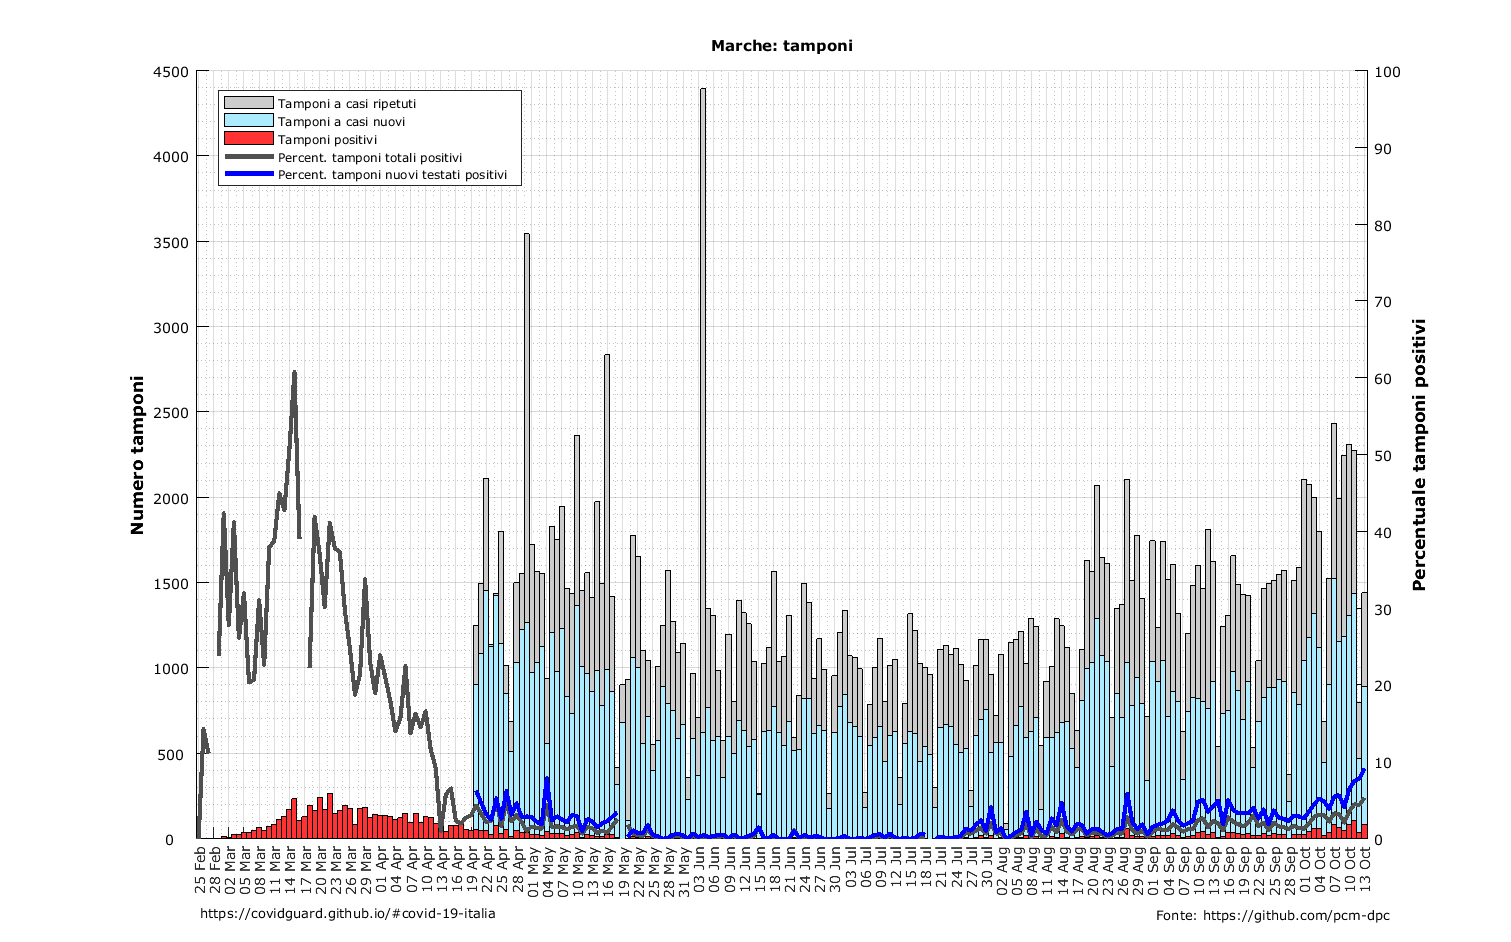 Marche: tamponi
Tamponi a casi ripetuti
Tamponi a casi nuovi
Tamponi positivi
Percent. tamponi totali positivi
Percent. tamponi nuovi testati positivi
Numero tamponi
4500
4000
3500
3000
2500
2000
1500
1000
500
0
Percentuale tamponi positivi
100
90
80
70
60
50
40
30
20
10
0
25 Feb
28 Feb
02 Mar
05 Mar
08 Mar
11 Mar
14 Mar
17 Mar
20 Mar
23 Mar
26 Mar
29 Mar
01 Apr
04 Apr
07 Apr
10 Apr
13 Apr
16 Apr
19 Apr
22 Apr
25 Apr
28 Apr
01 May
04 May
07 May
10 May
13 May
16 May
19 May
22 May
25 May
28 May
31 May
03 Jun
06 Jun
09 Jun
12 Jun
15 Jun
18 Jun
21 Jun
24 Jun
27 Jun
30 Jun
03 Jul
06 Jul
09 Jul
12 Jul
15 Jul
18 Jul
21 Jul
24 Jul
27 Jul
30 Jul
02 Aug
05 Aug
08 Aug
11 Aug
14 Aug
17 Aug
20 Aug
23 Aug
26 Aug
29 Aug
01 Sep
04 Sep
07 Sep
10 Sep
13 Sep
16 Sep
19 Sep
22 Sep
25 Sep
28 Sep
01 Oct
04 Oct
07 Oct
10 Oct
13 Oct
https://covidguard.github.io/#covid-19-italia
Fonte: https://github.com/pcm-dpc